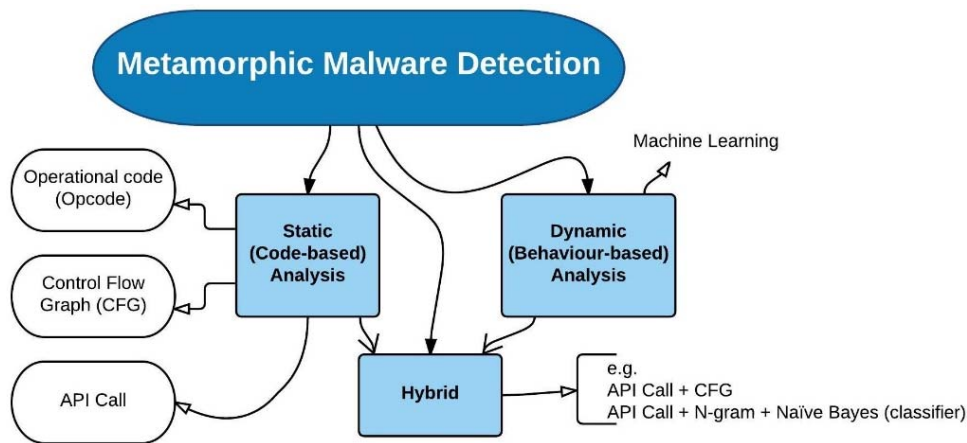 Metamorphic Malware Detection
Machine Learning
Operational code
(Opcode)
Static
(Code-based)
Analysis
Dynamic
(Behaviour-based)
Analysis
Control Flow
Graph (CFG)
API Call
Hybrid
e.g.
API Call + CFG
API Call + N-gram + Naïve Bayes (classifier)